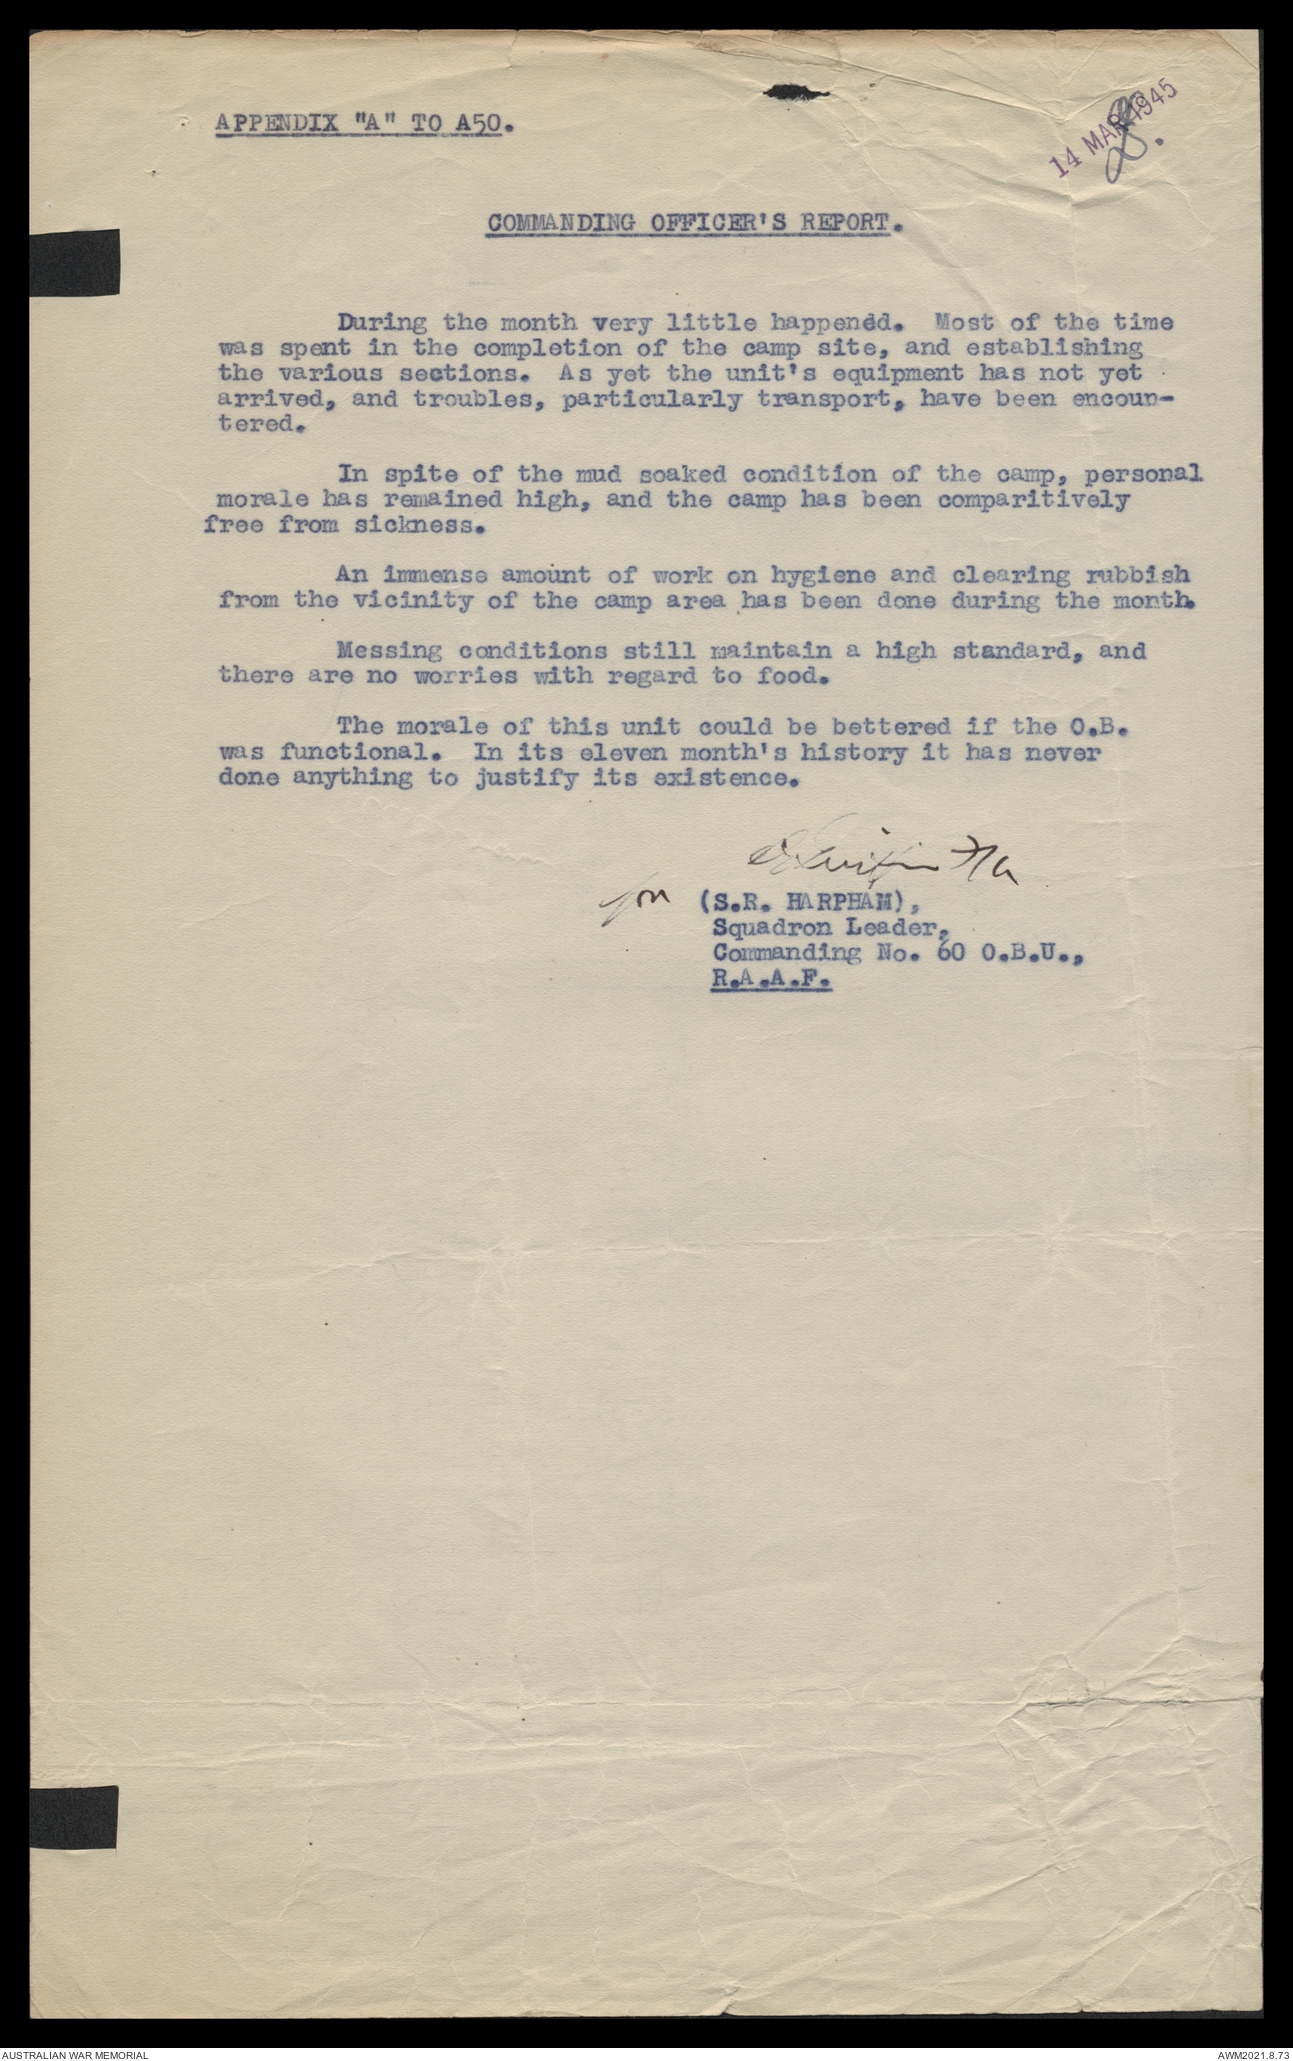 APPENDIX "A" TO A50.
14 MAR 1945
28.
COMMANDING OFFICER'S REPORT.
During the month very little happened. Most of the time
was spent in the completion of the camp site, and establishing
the various sections. As yet the unit's equipment has not yet
arrived, and troubles, particularly transport, have been encoun-
tered.
In spite of the mud soaked condition of the camp, personal
morale has remained high, and the camp has been comparitively
free from sickness.
An immense amount of work on hygiene and clearing rubbish
from the vicinity of the camp area has been done during the month.
Messing conditions still maintain a high standard, and
there are no worries with regard to food.
The morale of this unit could be bettered if the O.B.
was functional. In its eleven month's history it has never
done anything to justify its existence.
for (S.R. HARPHAM),
Squadron Leader,
Commanding No. 60 O.B.U.,
R.A.A.F.
AUSTRALIAN WAR MEMORIAL
AWM2021.8.73